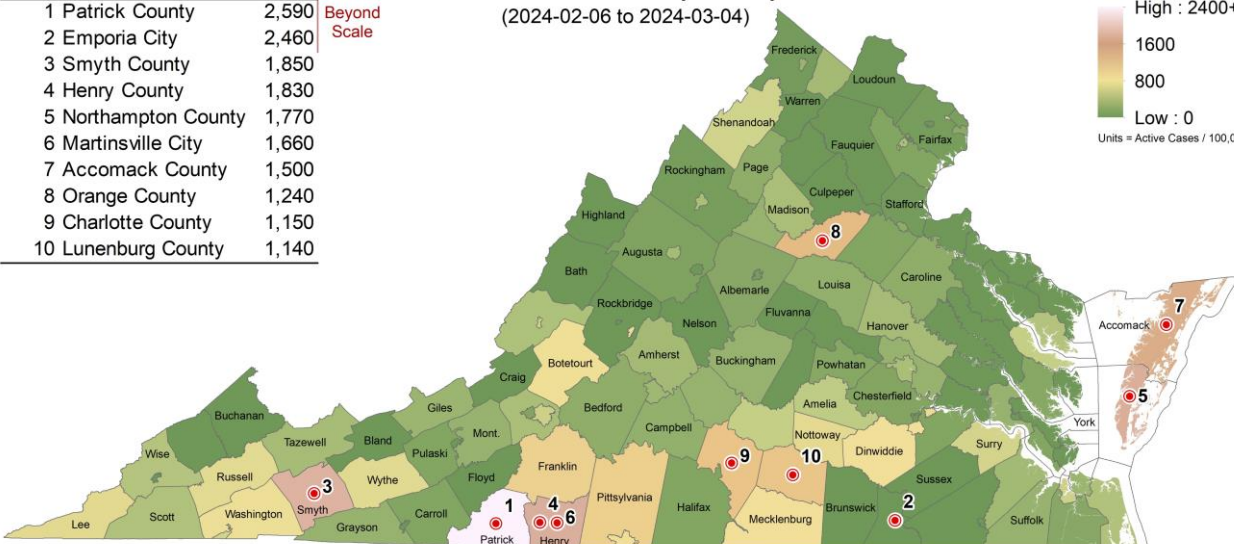 1 Patrick County 2,590
2 Emporia City 2,460
3 Smyth County 1,850
4 Henry County 1,830
5 Northampton County 1,770
6 Martinsville City 1,660
7 Accomack County 1,500
8 Orange County 1,240
9 Charlotte County 1,150
10 Lunenburg County 1,140
Beyond
Scale
(2024-02-06 to 2024-03-04)
High : 2400+
1600
800
Low : 0
Units = Active Cases / 100,0
Frederick
Loudoun
Warren
Shenandoah
Fairfax
Fauquier
Rockingham
Page
Culpeper
Stafford
Madison
Highland
8
Augusta
Bath
Albemarle
Louisa
Caroline
Rockbridge
Fluvanna
Nelson
Hanover
7
Accomack
Amherst
Buckingham
Botetourt
Powhatan
Craig
Chesterfield
5
Amelia
Giles
Bedford
Buchanan
York
Campbell
Mont.
Tazewell
Bland
Nottoway
Surry
Wise
Pulaski
Dinwiddie
9
10
Franklin
Russell
Wythe
Floyd
Sussex
3
Pittsylvania
1
4
2
Smyth
Halifax
Brunswick
6
Washington
Carroll
Scott
Mecklenburg
Suffolk
Lee
Grayson
Patrick
Henry